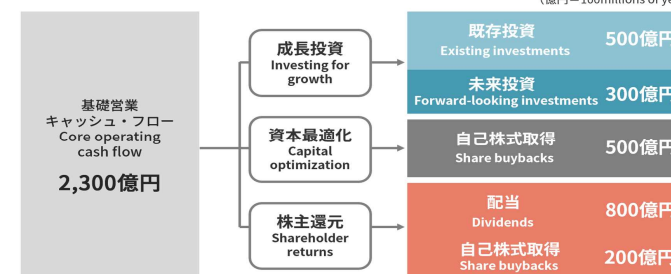 (億円=100millions of ye
基礎営業
キャッシュ・フロー
Core operating
cash flow
2,300億円
成長投資
Investing for
growth
既存投資
Existing investments
500億円
未来投資
Forward-looking investments
300億円
資本最適化
Capital
optimization
自己株式取得
Share buybacks
500億円
株主還元
Shareholder
returns
配当
Dividends
800億円
自己株式取得
Share buybacks
200億円